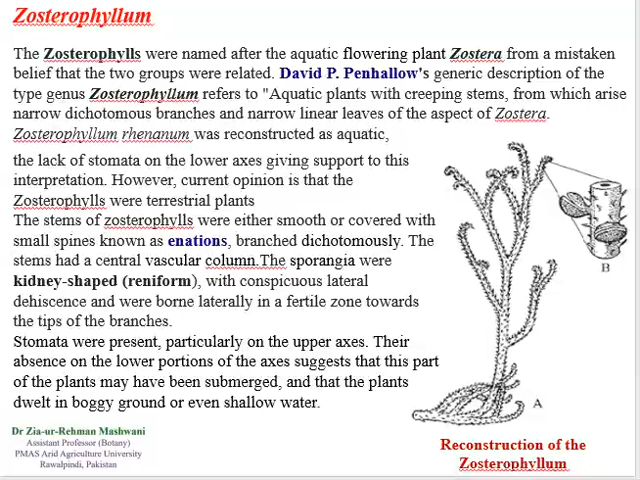 Zosterophyllum
The Zosterophylls were named after the aquatic flowering plant Zostera from a mistaken
belief that the two groups were related. David P. Penhallow's generic description of the
type genus Zosterophyllum refers to "Aquatic plants with creeping stems, from which arise
narrow dichotomous branches and narrow linear leaves of the aspect of Zostera.
Zosterophyllum rhenanum was reconstructed as aquatic,
the lack of stomata on the lower axes giving support to this
interpretation. However, current opinion is that the
Zosterophylls were terrestrial plants
The stems of zosterophylls were either smooth or covered with
small spines known as enations, branched dichotomously. The
stems had a central vascular column.The sporangia were
kidney-shaped (reniform), with conspicuous lateral
dehiscence and were borne laterally in a fertile zone towards
the tips of the branches.
Stomata were present, particularly on the upper axes. Their
absence on the lower portions of the axes suggests that this part
of the plants may have been submerged, and that the plants
dwelt in boggy ground or even shallow water.
B
A
Dr Zia-ur-Rehman Mashwani
Assistant Professor (Botany)
PMAS Arid Agriculture University
Rawalpindi, Pakistan
Reconstruction of the
Zosterophyllum